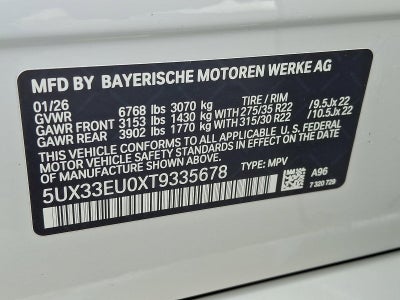 MFD BY BAYERISCHE MOTOREN WERKE AG
01/26
GVWR 6768 lbs 3070 kg TIRE / RIM
GAWR FRONT 3153 lbs 1430 kg WITH 275/35 R22 /9.5Jx22
GAWR REAR 3902 lbs 1770 kg WITH 315/30 R22 /10.5Jx22
THIS VEHICLE CONFORMS TO ALL APPLICABLE U.S. FEDERAL
MOTOR VEHICLE SAFETY STANDARDS IN EFFECT ON THE
DATE OF MANUFACTURE SHOWN ABOVE.
5UX33EU0XT9335678 TYPE: MPV
A96
7 320 729